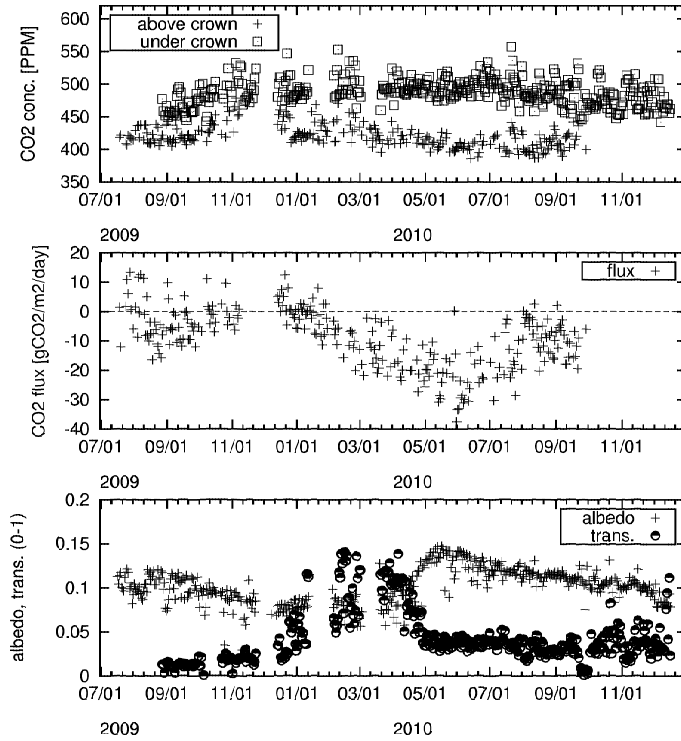 600
550
500
450
400
350
CO2 conc. [PPM]
above crown
under crown
07/01 09/01 11/01 01/01 03/01 05/01 07/01 09/01 11/01
2009 2010
20
10
0
-10
-20
-30
-40
CO2 flux [gCO2/m2/day]
flux
07/01 09/01 11/01 01/01 03/01 05/01 07/01 09/01 11/01
2009 2010
0.2
0.15
0.1
0.05
0
albedo, trans. (0-1)
albedo
trans.
07/01 09/01 11/01 01/01 03/01 05/01 07/01 09/01 11/01
2009 2010